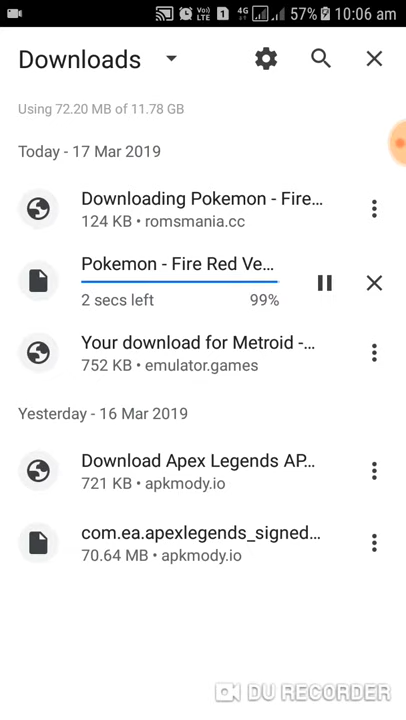 VoD LTE 1 4G 57% 10:06 am
Downloads
Using 72.20 MB of 11.78 GB
Today - 17 Mar 2019
Downloading Pokemon - Fire...
124 KB • romsmania.cc
Pokemon - Fire Red Ve...
2 secs left 99%
Your download for Metroid -...
752 KB • emulator.games
Yesterday - 16 Mar 2019
Download Apex Legends AP...
721 KB • apkmody.io
com.ea.apexlegends_signed...
70.64 MB • apkmody.io
DU RECORDER